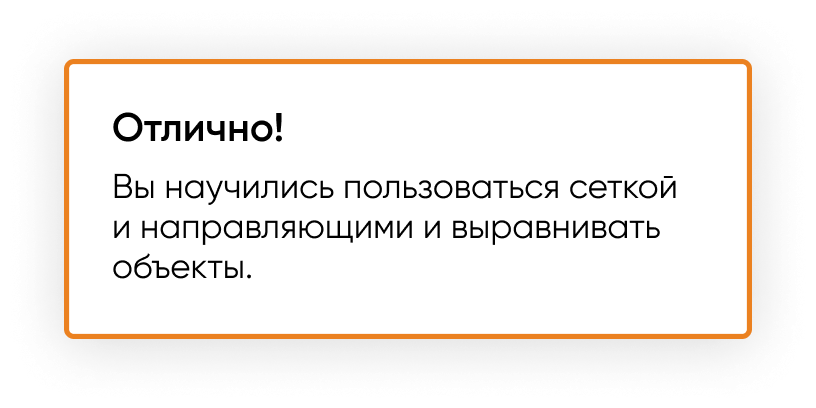 Отлично!
Вы научились пользоваться сеткой
и направляющими и выравнивать
объекты.